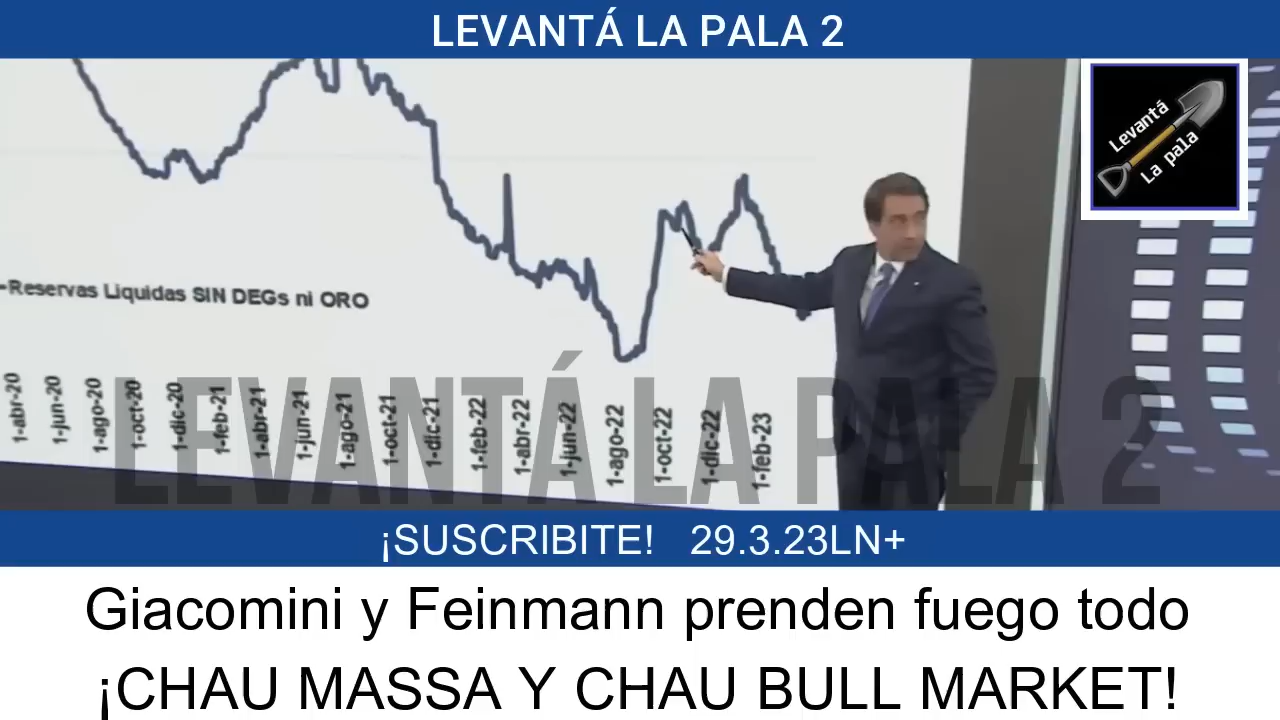 LEVANTÁ LA PALA 2
Levantá
La pala
Reservas Liquidas SIN DEGs ni ORO
1-abr-20
1-jun-20
1-ago-20
1-oct-20
1-dic-20
1-feb-21
1-abr-21
1-jun-21
1-ago-21
1-oct-21
1-dic-21
1-feb-22
1-abr-22
1-jun-22
1-ago-22
1-oct-22
1-dic-22
1-feb-23
LEVANTÁ LA PALA 2
¡SUSCRIBITE! 29.3.23LN+
Giacomini y Feinmann prenden fuego todo
¡CHAU MASSA Y CHAU BULL MARKET!